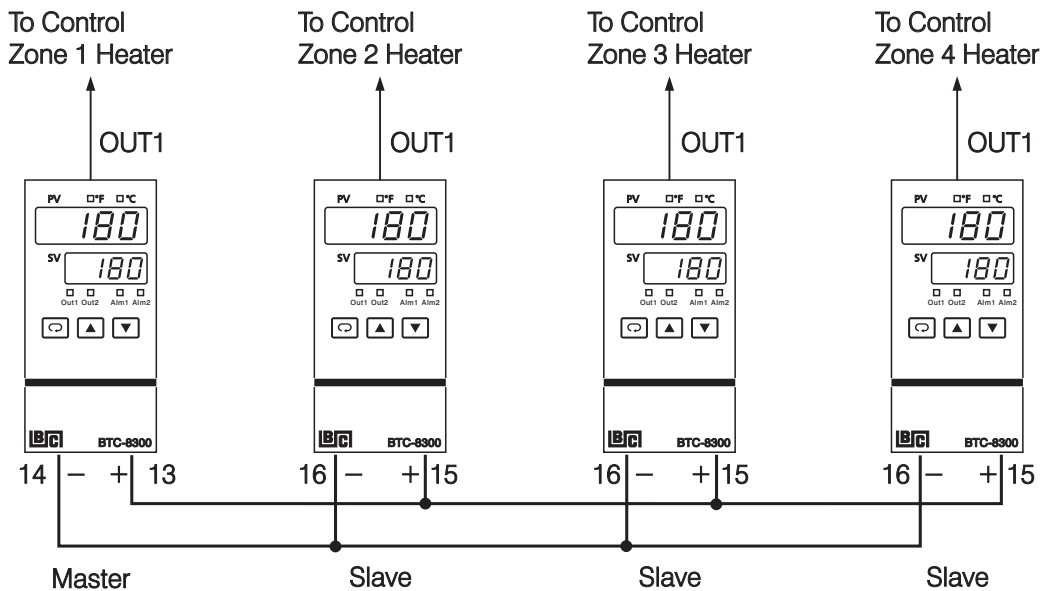 To Control
Zone 1 Heater
To Control
Zone 2 Heater
To Control
Zone 3 Heater
To Control
Zone 4 Heater
OUT1
OUT1
OUT1
OUT1
PV °F °C
180
SV 180
Out1 Out2 Alm1 Alm2
BC BTC-8300
PV °F °C
180
SV 180
Out1 Out2 Alm1 Alm2
BC BTC-8300
PV °F °C
180
SV 180
Out1 Out2 Alm1 Alm2
BC BTC-8300
PV °F °C
180
SV 180
Out1 Out2 Alm1 Alm2
BC BTC-8300
14 – + 13
16 – + 15
16 – + 15
16 – + 15
Master
Slave
Slave
Slave